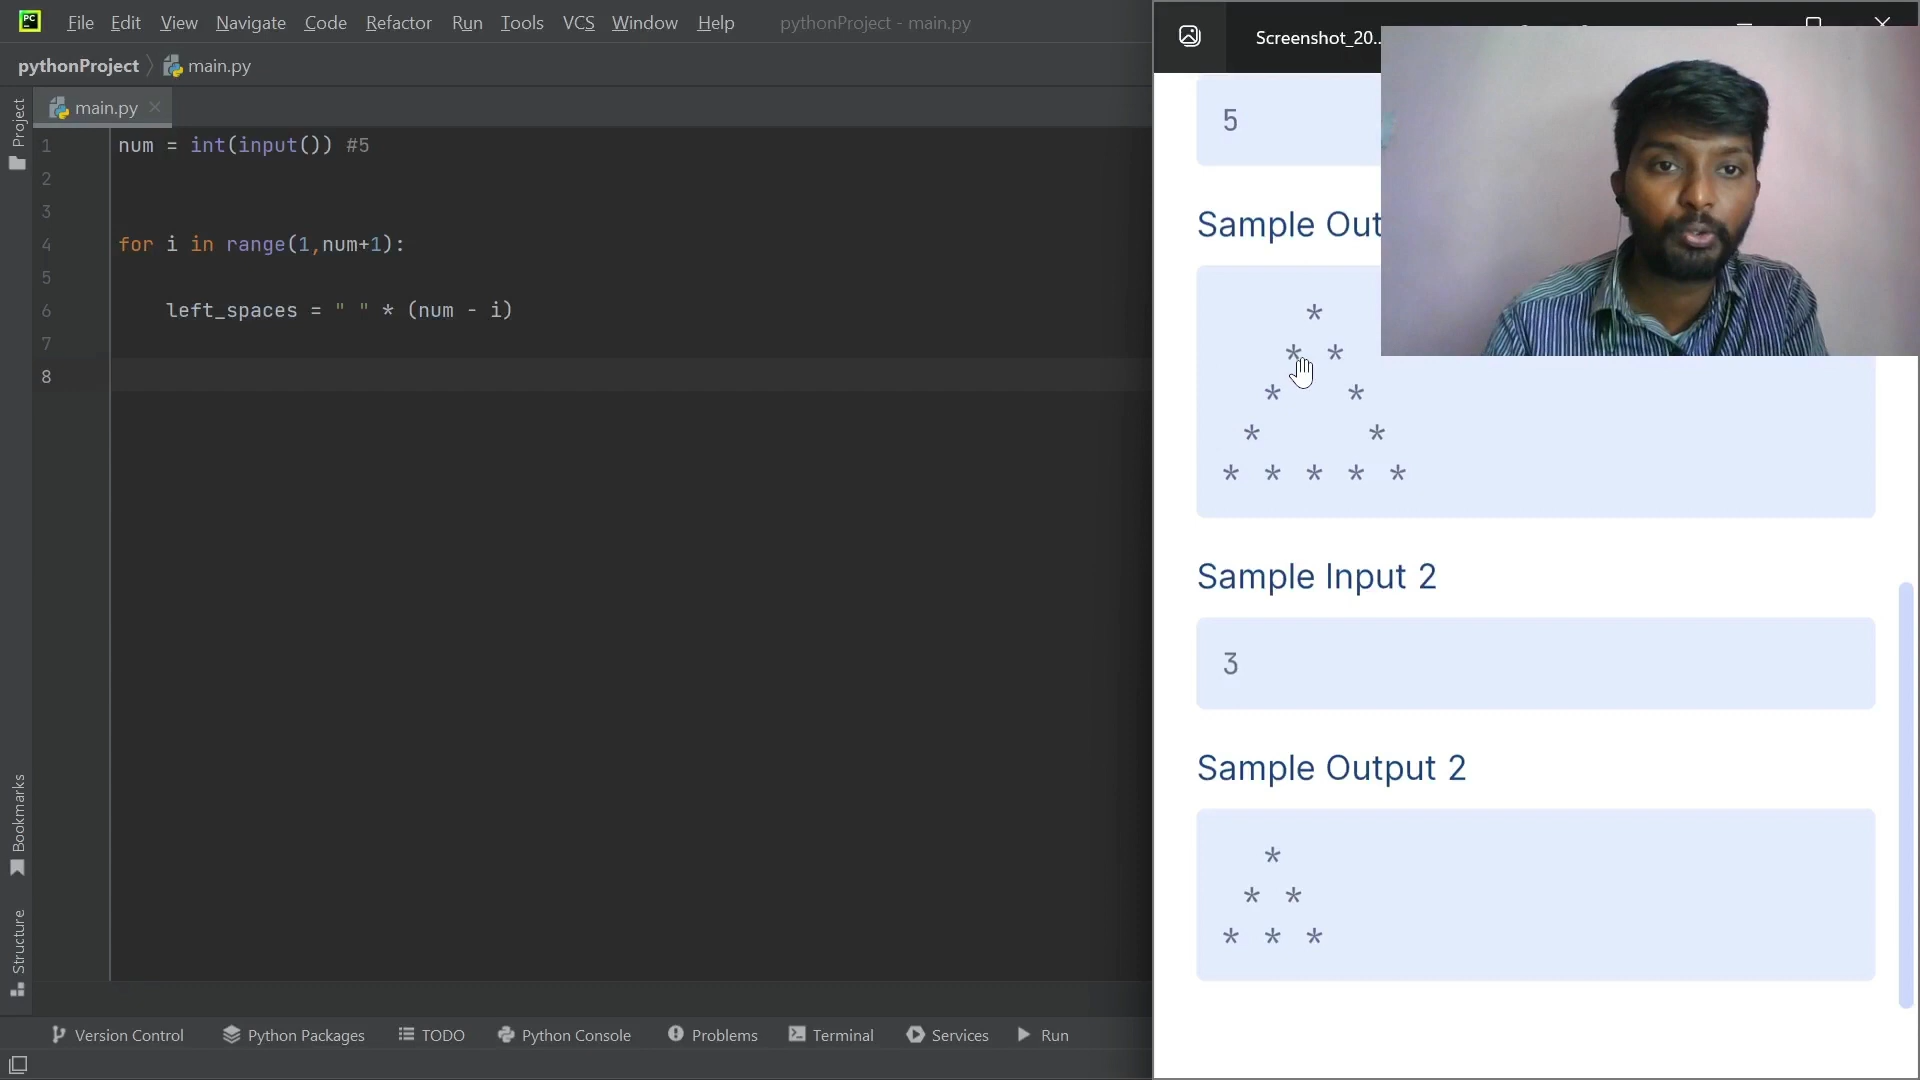 PC File Edit View Navigate Code Refactor Run Tools VCS Window Help pythonProject - main.py
pythonProject main.py
Project
main.py
1 num = int(input()) #5
2
3
4 for i in range(1,num+1):
5
6 left_spaces = " " * (num - i)
7
8
Bookmarks
Structure
Version Control Python Packages TODO Python Console Problems Terminal Services Run
Screenshot_20...
5
Sample Out
*
* *
* *
* *
* * * * *
Sample Input 2
3
Sample Output 2
*
* *
* * *